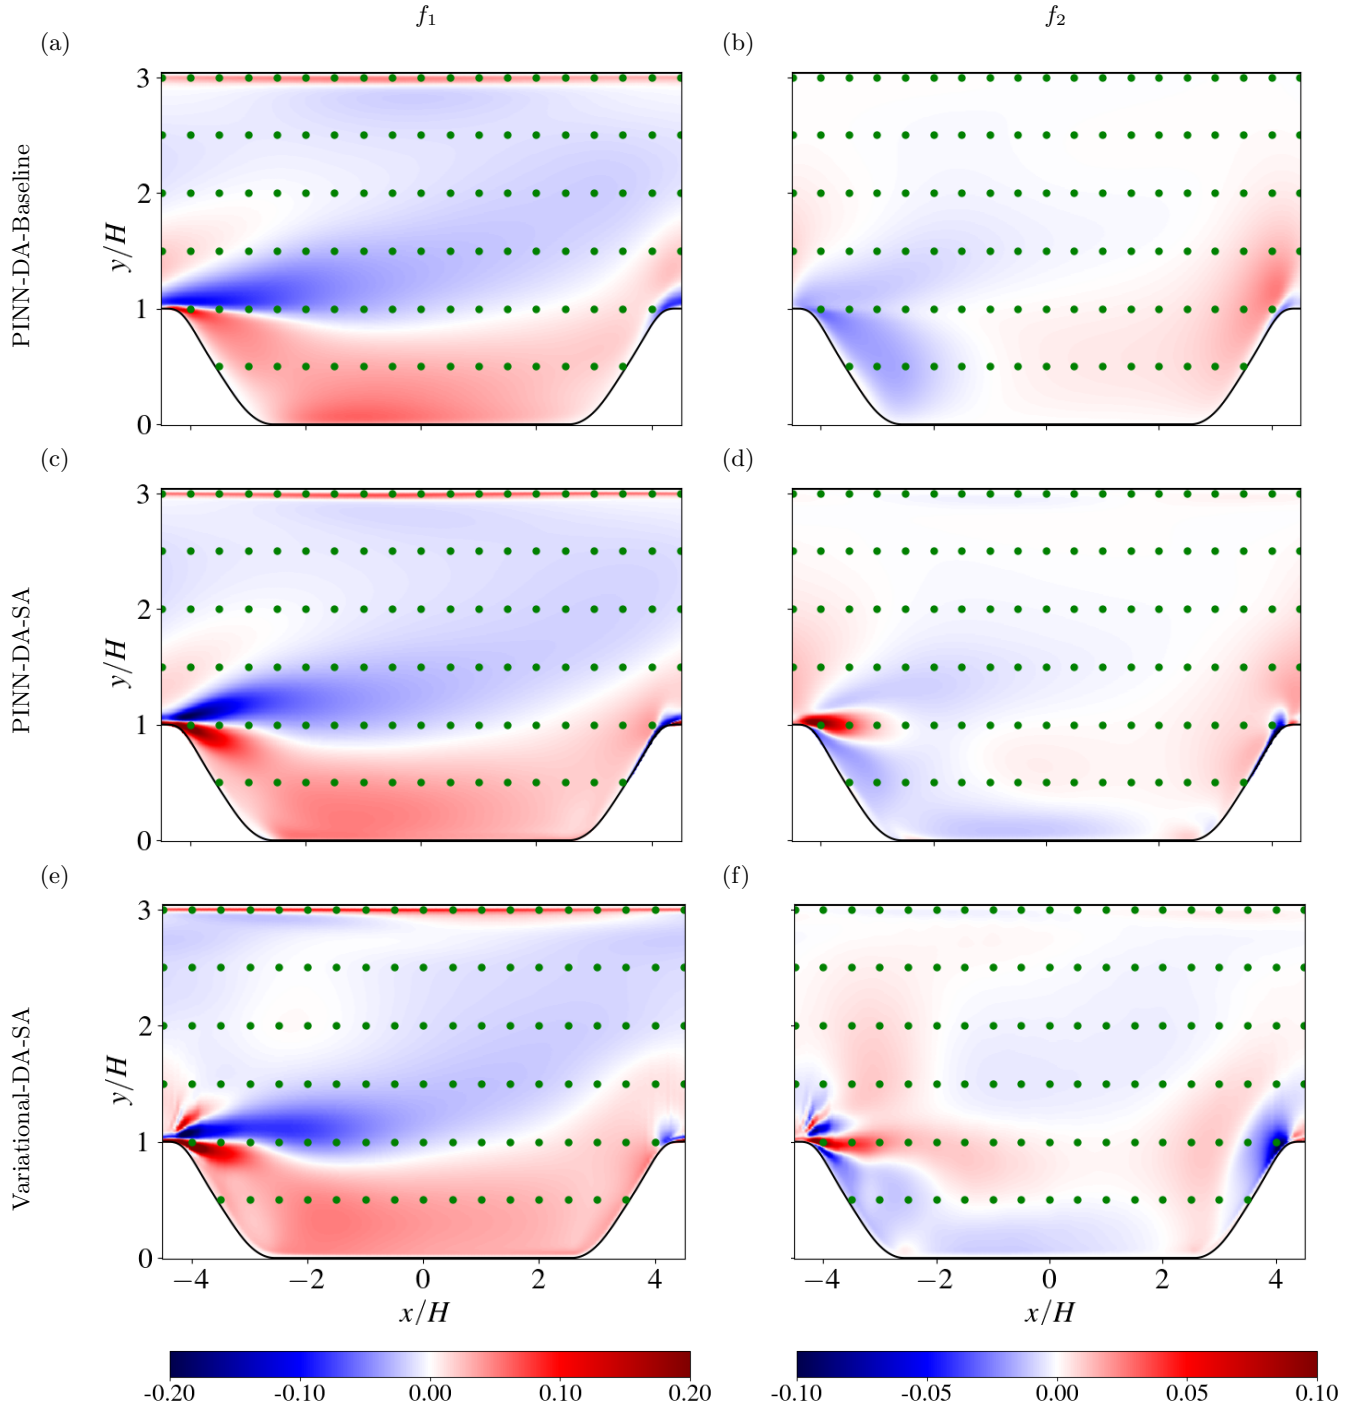 f1 f2
(a) (b)
PINN-DA-Baseline
y/H
3
2
1
0
(c) (d)
PINN-DA-SA
y/H
3
2
1
0
(e) (f)
Variational-DA-SA
y/H
3
2
1
0
−4 −2 0 2 4 −4 −2 0 2 4
x/H x/H
-0.20 -0.10 0.00 0.10 0.20 -0.10 -0.05 0.00 0.05 0.10